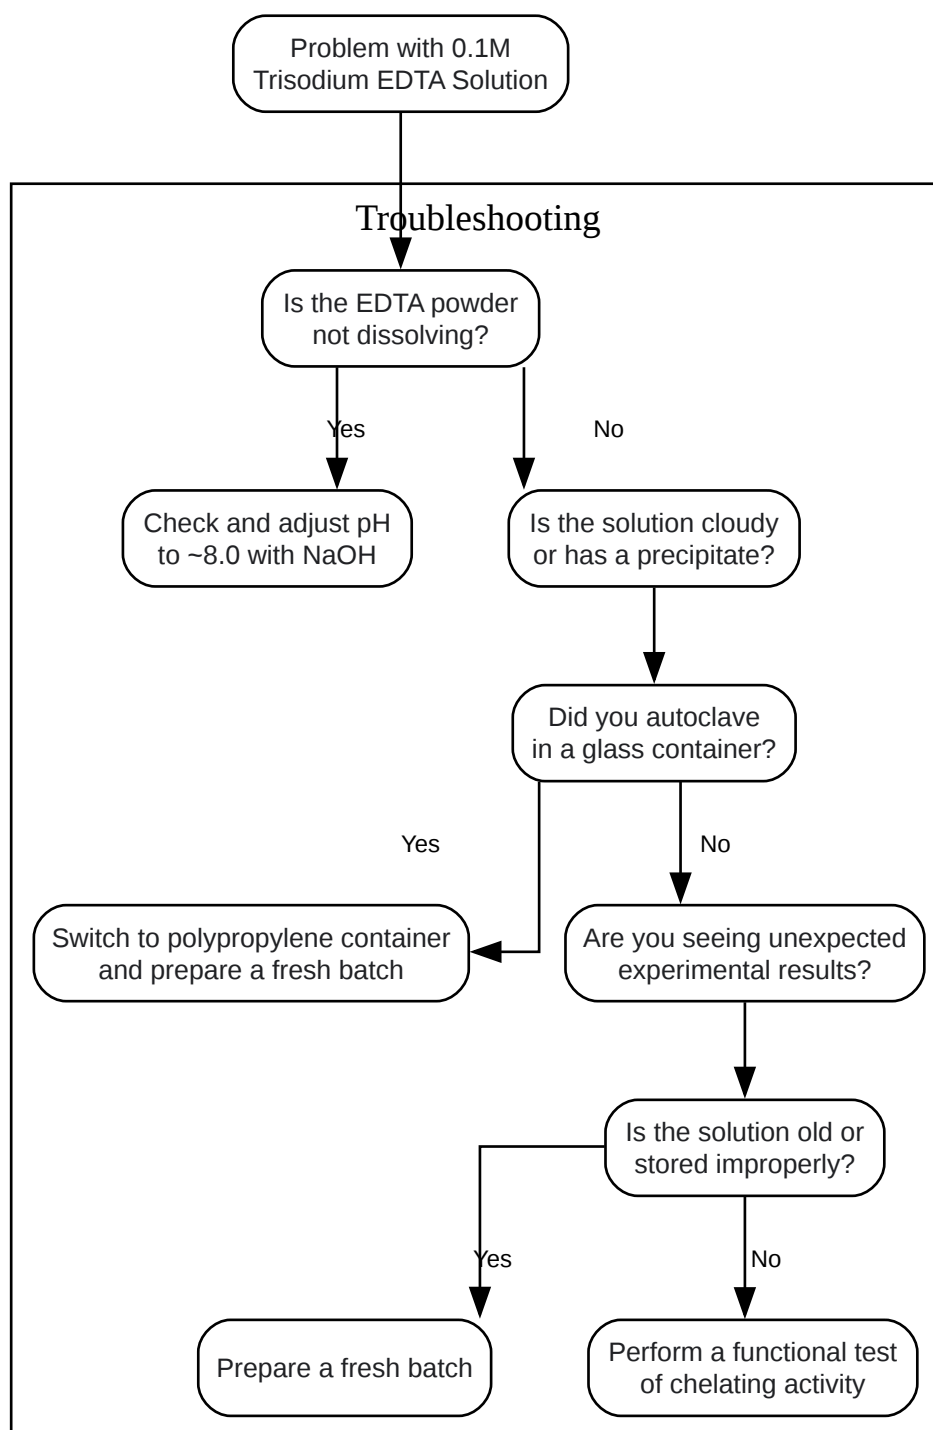 Problem with 0.1M
Trisodium EDTA Solution
Troubleshooting
Is the EDTA powder
not dissolving?
Yes
No
Check and adjust pH
to ~8.0 with NaOH
Is the solution cloudy
or has a precipitate?
Did you autoclave
in a glass container?
Yes
No
Switch to polypropylene container
and prepare a fresh batch
Are you seeing unexpected
experimental results?
Is the solution old or
stored improperly?
Yes
No
Prepare a fresh batch
Perform a functional test
of chelating activity